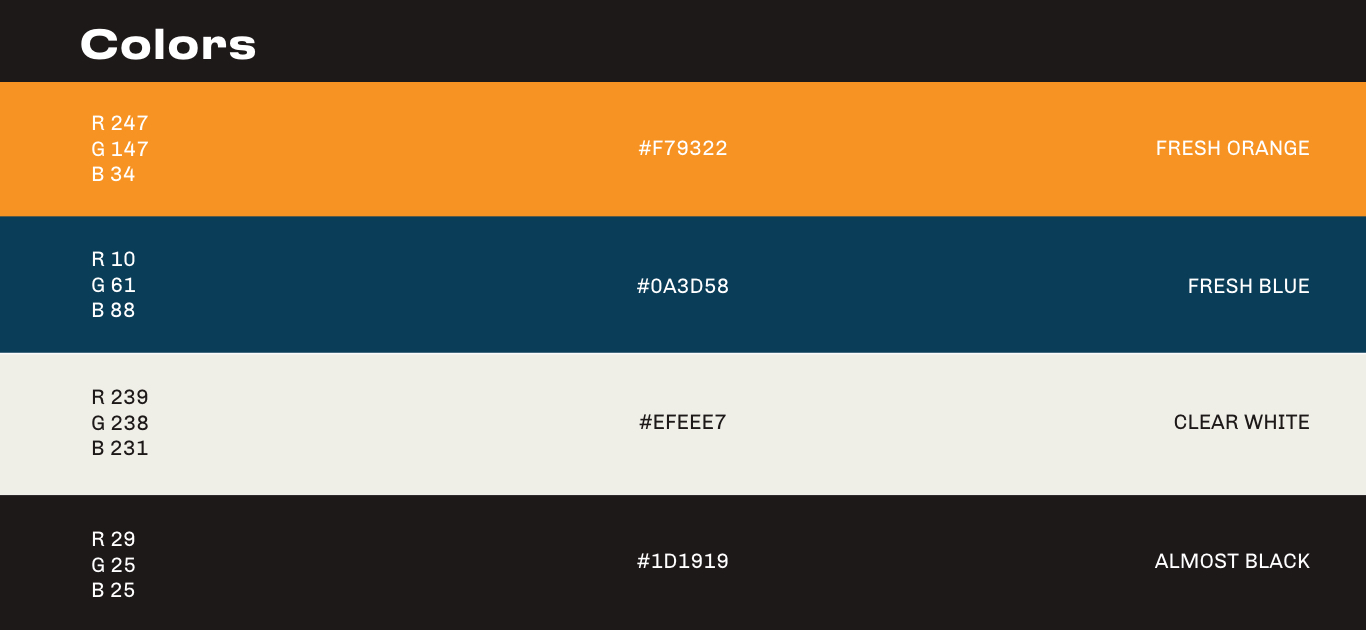 Colors
R 247
G 147
B 34
#F79322
FRESH ORANGE
R 10
G 61
B 88
#0A3D58
FRESH BLUE
R 239
G 238
B 231
#EFEEE7
CLEAR WHITE
R 29
G 25
B 25
#1D1919
ALMOST BLACK